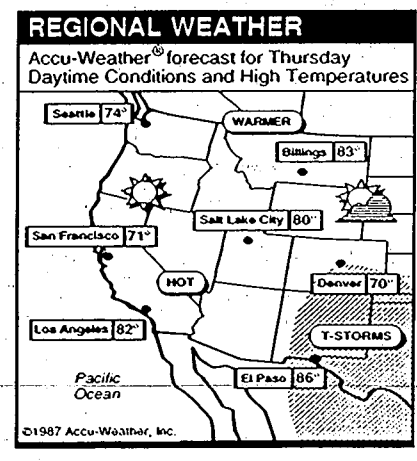 REGIONAL WEATHER
Accu-Weather® forecast for Thursday
Daytime Conditions and High Temperatures
Seattle 74°
WARMER
Billings 83°
Salt Lake City 80°
San Francisco 71°
HOT
Denver 70°
Los Angeles 82°
T-STORMS
Pacific
Ocean
El Paso 86°
©1987 Accu-Weather, Inc.